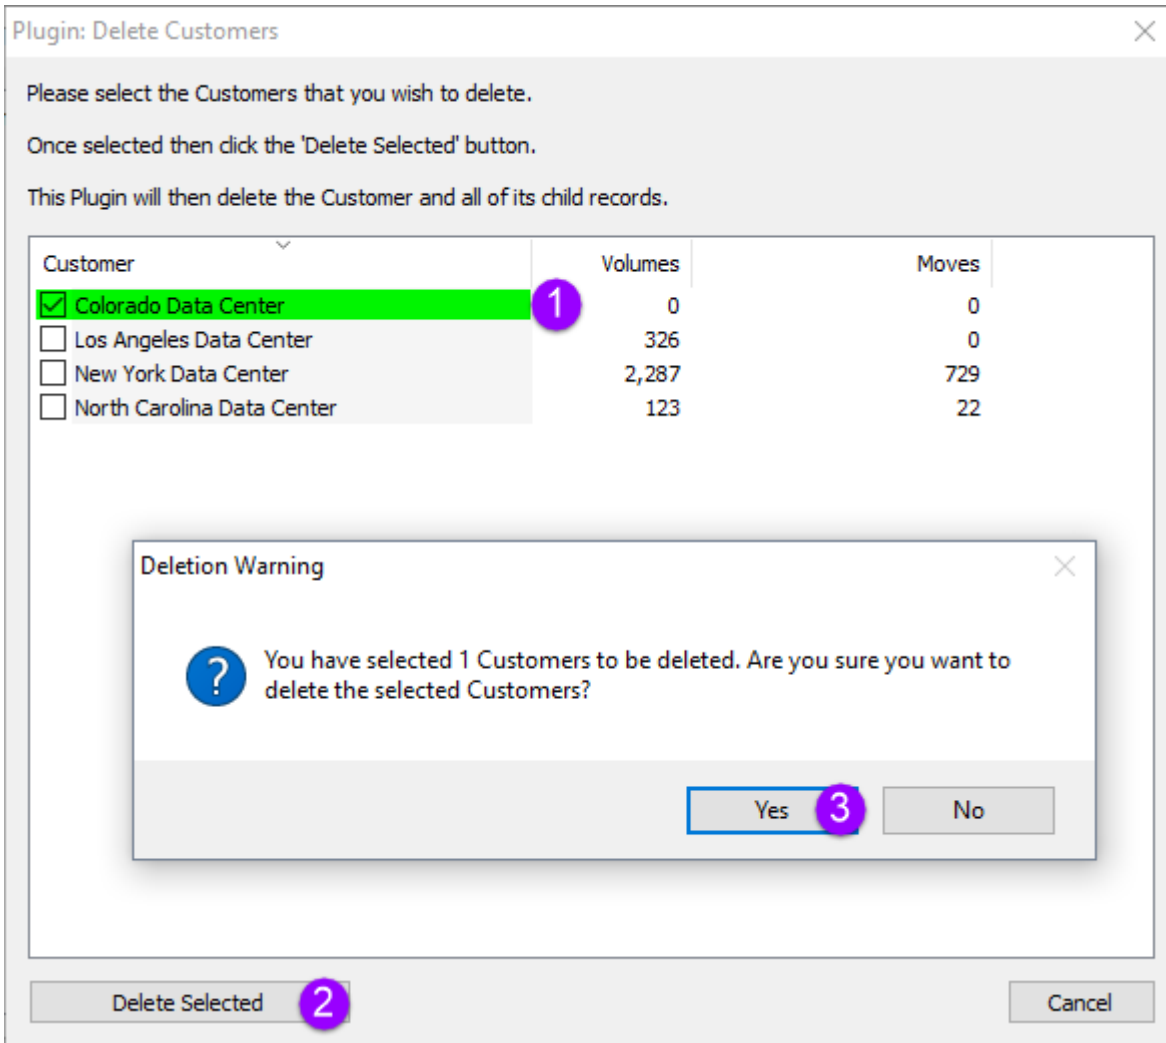 Plugin: Delete Customers
Please select the Customers that you wish to delete.
Once selected then click the 'Delete Selected' button.
This Plugin will then delete the Customer and all of its child records.
Customer Volumes Moves
Colorado Data Center 1 0 0
Los Angeles Data Center 326 0
New York Data Center 2,287 729
North Carolina Data Center 123 22
Deletion Warning
? You have selected 1 Customers to be deleted. Are you sure you want to
delete the selected Customers?
Yes 3 No
Delete Selected 2 Cancel